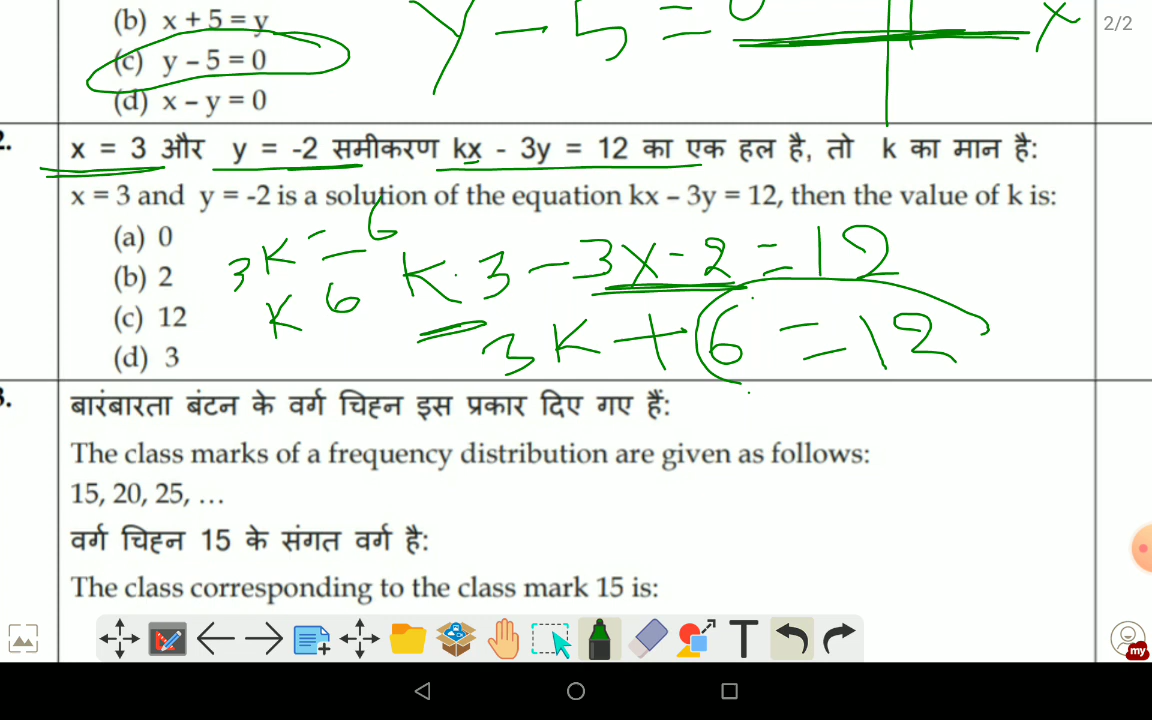 (b) x + 5 = y
y - 5 = 0
x
2/2
(c) y – 5 = 0
(d) x – y = 0
2. x = 3 और y = -2 समीकरण kx - 3y = 12 का एक हल है, तो k का मान है:
x = 3 and y = -2 is a solution of the equation kx – 3y = 12, then the value of k is:
(a) 0
(b) 2
(c) 12
(d) 3
3k = 6
k 6
k · 3 - 3 x - 2 = 12
3k + 6 = 12
3. बारंबारता बंटन के वर्ग चिह्न इस प्रकार दिए गए हैं:
The class marks of a frequency distribution are given as follows:
15, 20, 25, …
वर्ग चिह्न 15 के संगत वर्ग है:
The class corresponding to the class mark 15 is:
T
my